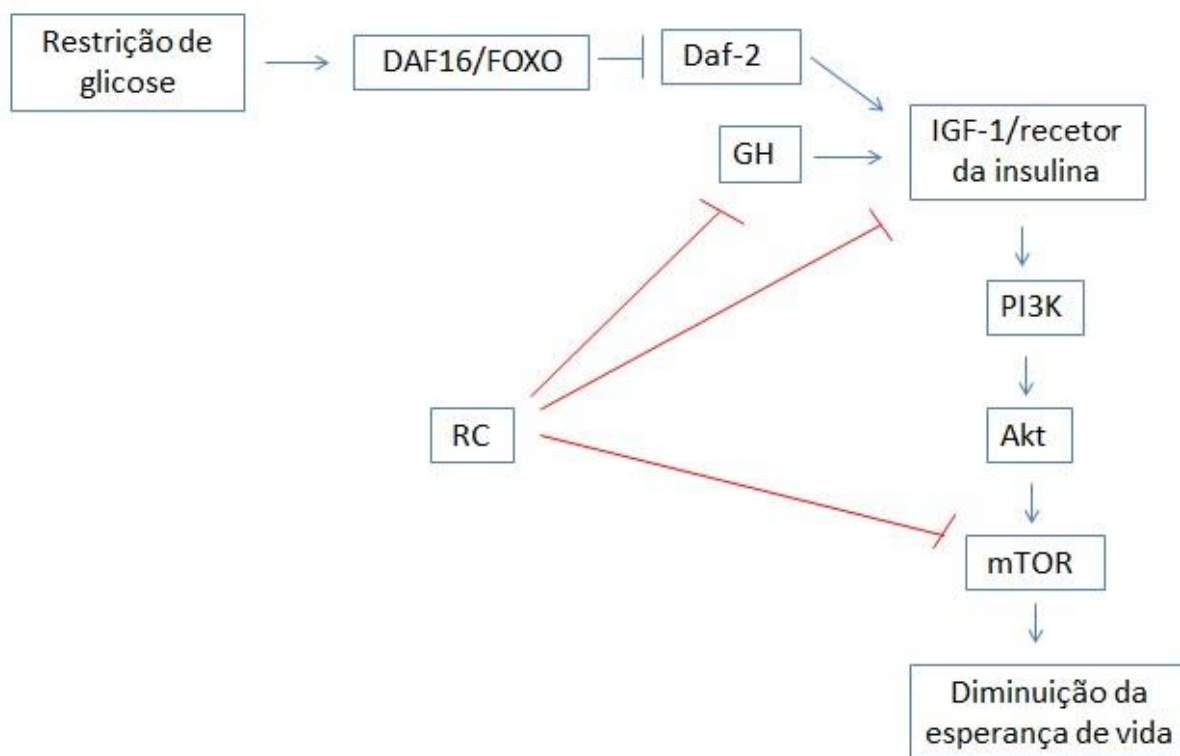 Restrição de
glicose
DAF16/FOXO
Daf-2
GH
IGF-1/recetor
da insulina
PI3K
RC
Akt
mTOR
Diminuição da
esperança de vida